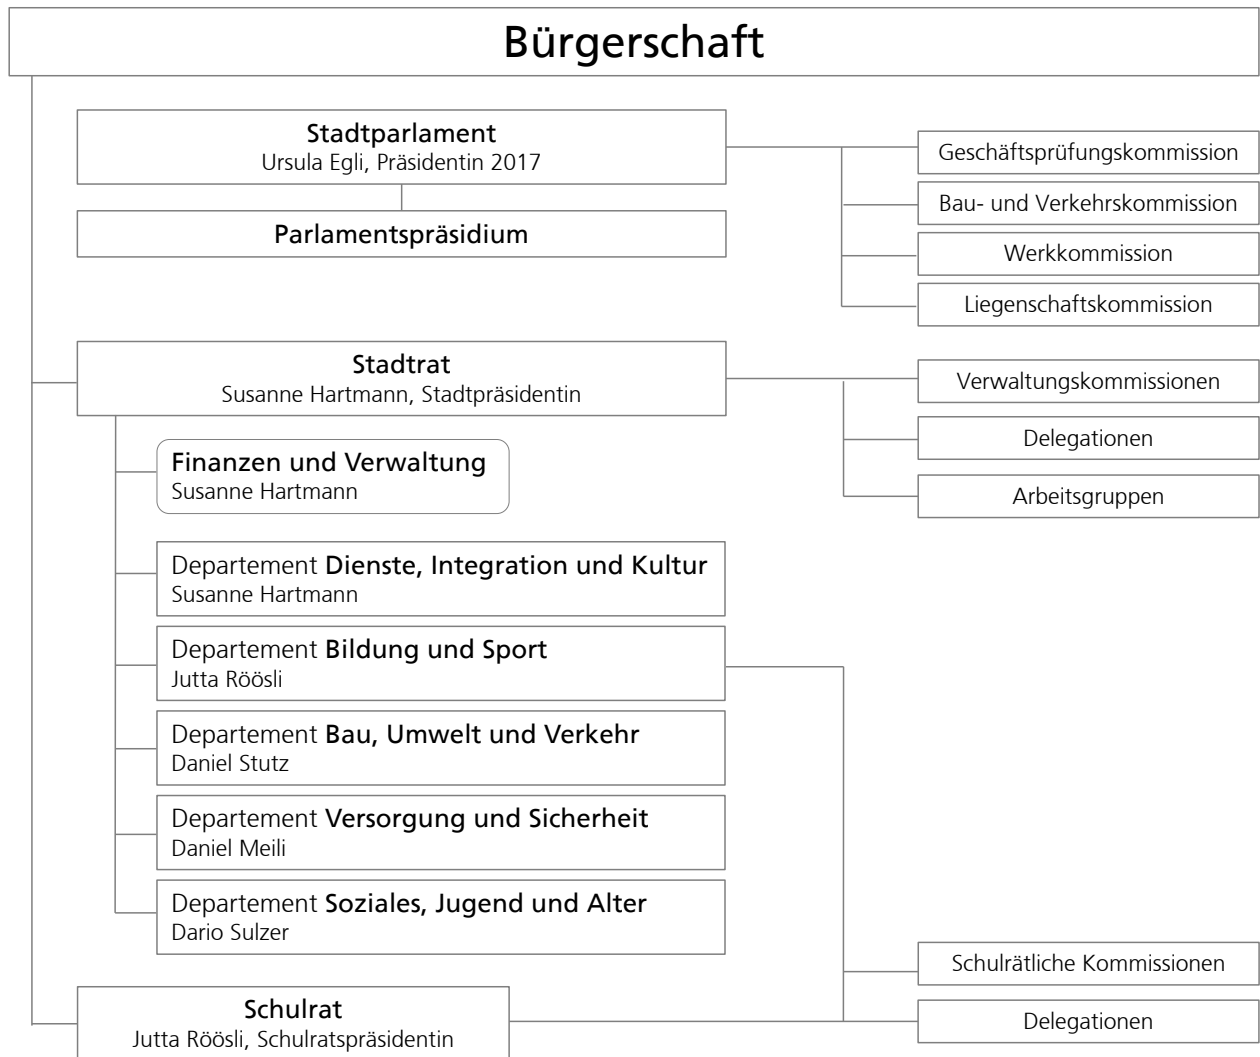 Bürgerschaft
Stadtparlament
Ursula Egli, Präsidentin 2017
Parlamentspräsidium
Geschäftsprüfungskommission
Bau- und Verkehrskommission
Werkkommission
Liegenschaftskommission
Stadtrat
Susanne Hartmann, Stadtpräsidentin
Verwaltungskommissionen
Delegationen
Arbeitsgruppen
Finanzen und Verwaltung
Susanne Hartmann
Departement Dienste, Integration und Kultur
Susanne Hartmann
Departement Bildung und Sport
Jutta Röösli
Departement Bau, Umwelt und Verkehr
Daniel Stutz
Departement Versorgung und Sicherheit
Daniel Meili
Departement Soziales, Jugend und Alter
Dario Sulzer
Schulrat
Jutta Röösli, Schulratspräsidentin
Schulrätliche Kommissionen
Delegationen